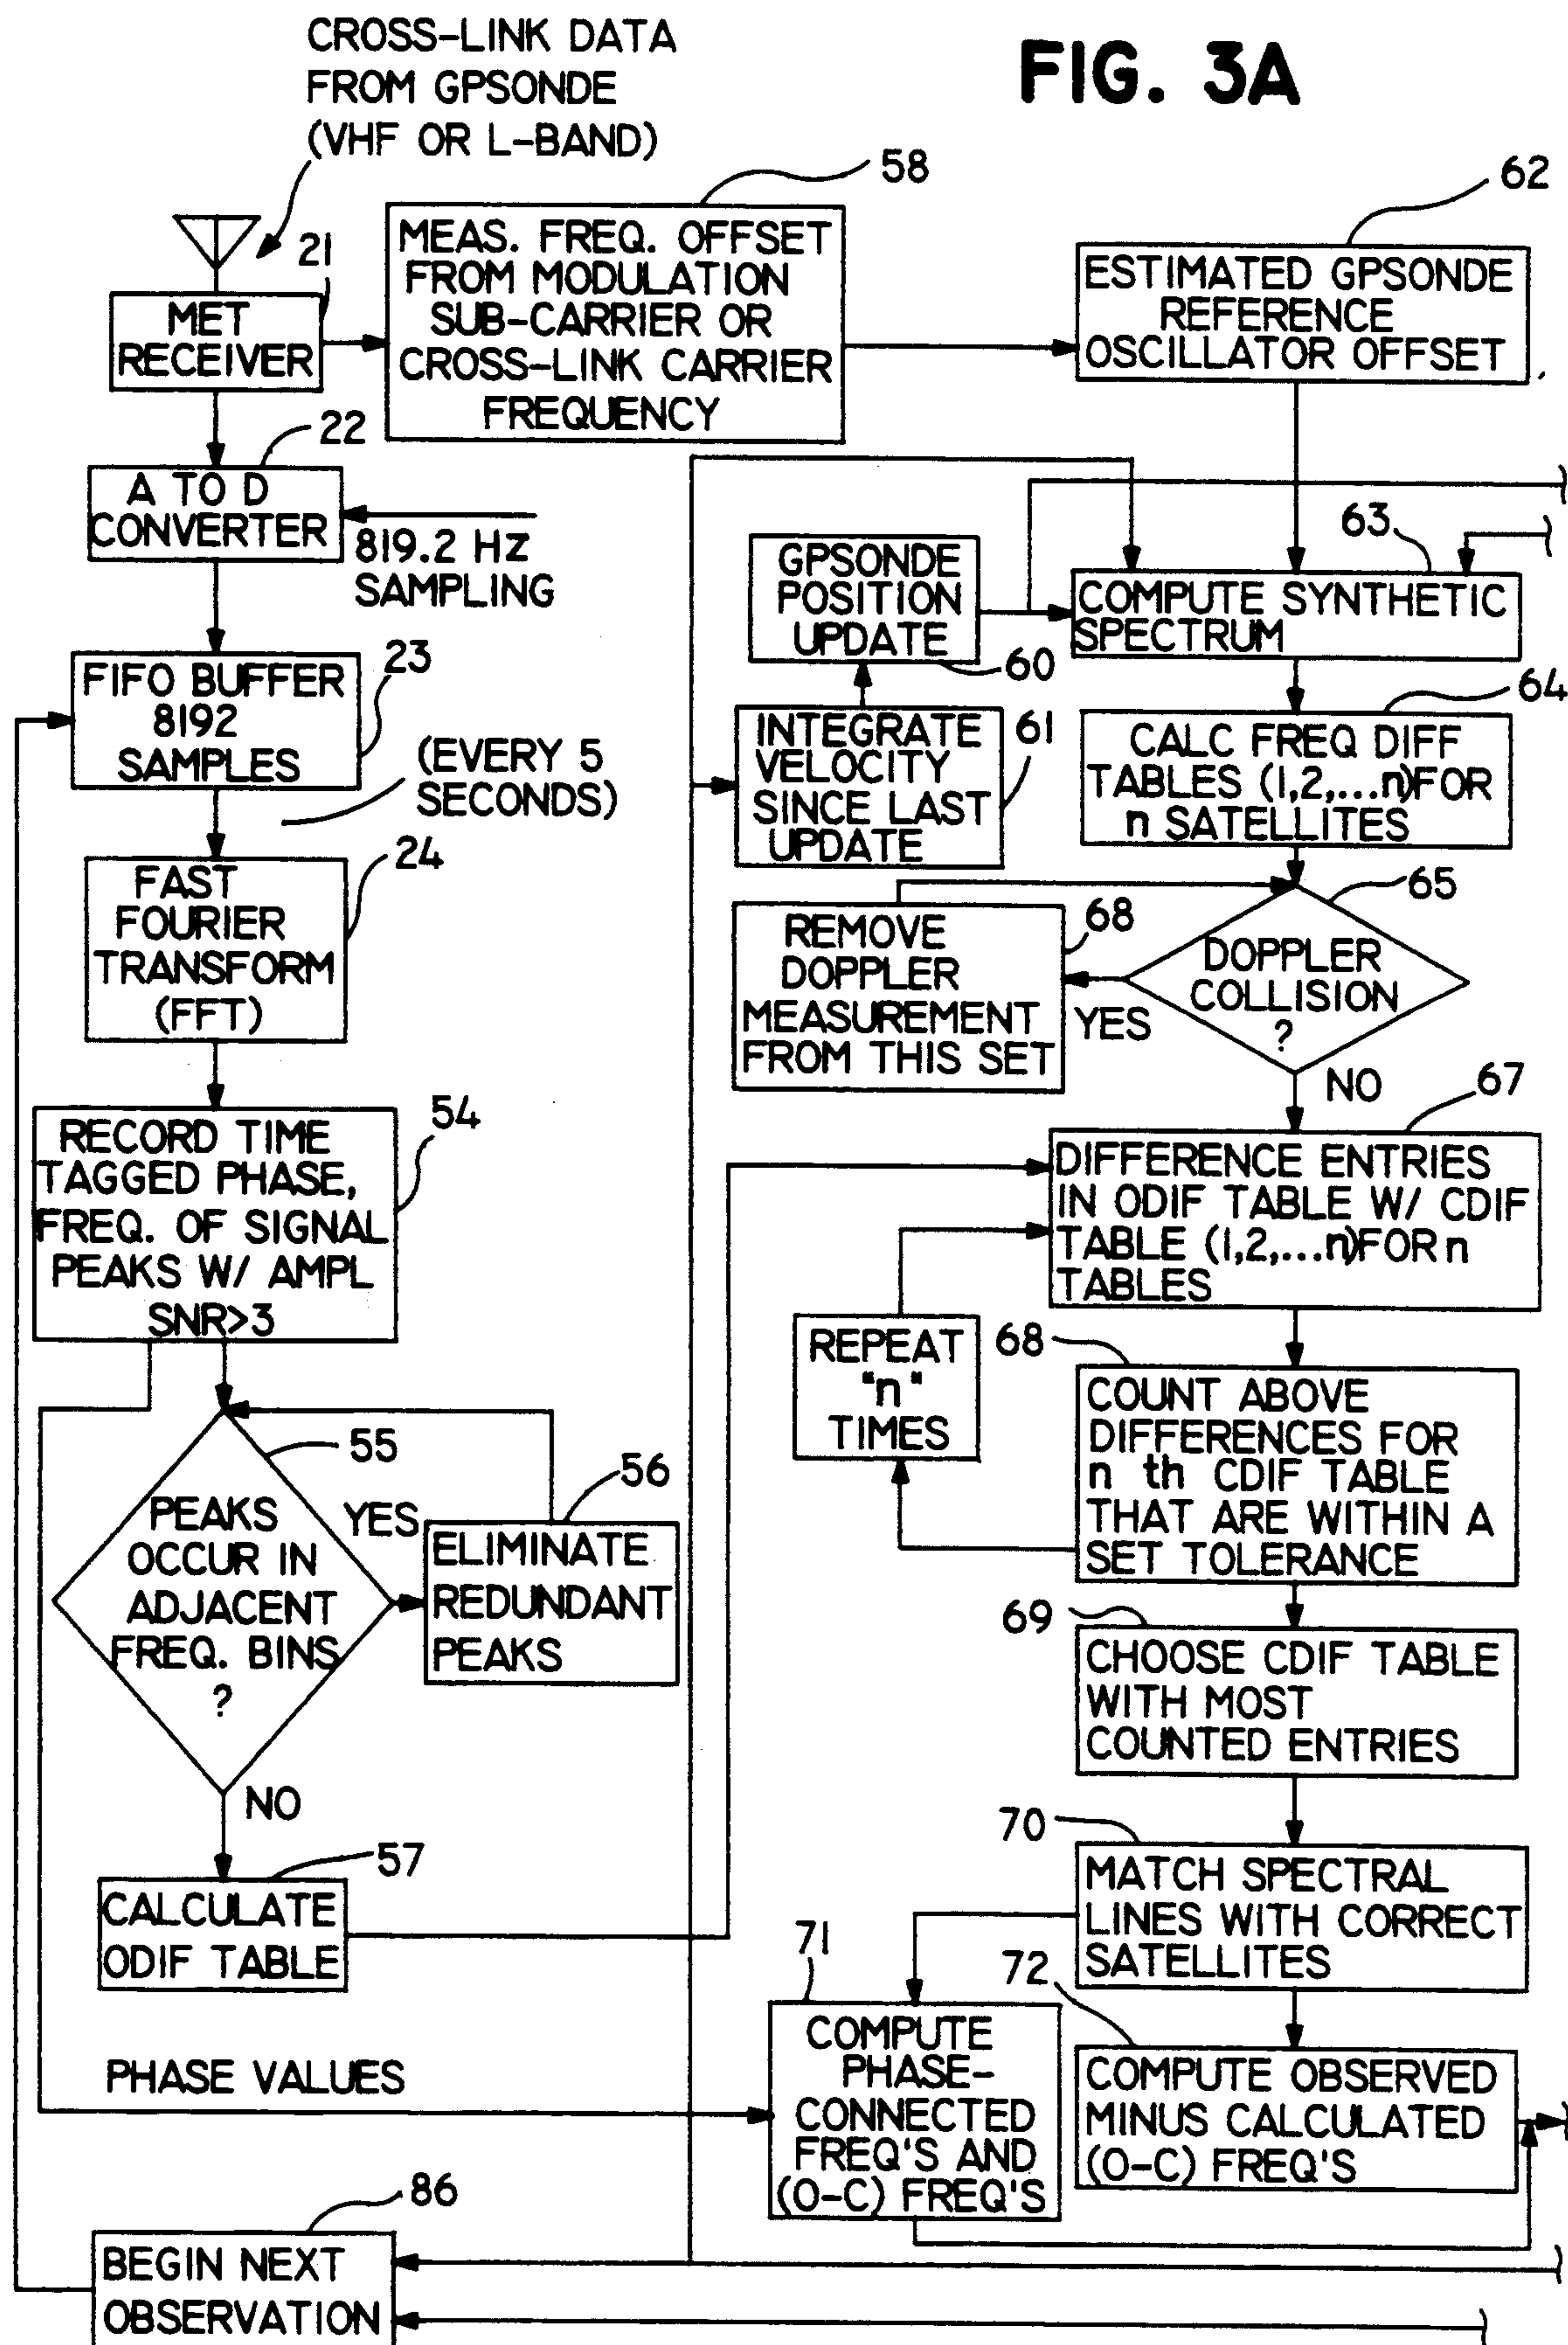 CROSS-LINK DATA
FROM GPSONDE
(VHF OR L-BAND)
FIG. 3A
58
62
21
MET
RECEIVER
MEAS. FREQ. OFFSET
FROM MODULATION
SUB-CARRIER OR
CROSS-LINK CARRIER
FREQUENCY
ESTIMATED GPSONDE
REFERENCE
OSCILLATOR OFFSET
22
A TO D
CONVERTER
819.2 HZ
SAMPLING
23
FIFO BUFFER
8192
SAMPLES
(EVERY 5
SECONDS)
24
FAST
FOURIER
TRANSFORM
(FFT)
54
RECORD TIME
TAGGED PHASE,
FREQ. OF SIGNAL
PEAKS W/ AMPL
SNR>3
55
PEAKS
OCCUR IN
ADJACENT
FREQ. BINS
?
YES
56
ELIMINATE
REDUNDANT
PEAKS
NO
57
CALCULATE
ODIF TABLE
PHASE VALUES
86
BEGIN NEXT
OBSERVATION
GPSONDE
POSITION
UPDATE
60
61
INTEGRATE
VELOCITY
SINCE LAST
UPDATE
63
COMPUTE SYNTHETIC
SPECTRUM
64
CALC FREQ DIFF
TABLES (1,2,...n)FOR
n SATELLITES
65
DOPPLER
COLLISION
?
YES
68
REMOVE
DOPPLER
MEASUREMENT
FROM THIS SET
NO
67
DIFFERENCE ENTRIES
IN ODIF TABLE W/ CDIF
TABLE (1,2,...n)FOR n
TABLES
REPEAT
"n"
TIMES
68
COUNT ABOVE
DIFFERENCES FOR
n th CDIF TABLE
THAT ARE WITHIN A
SET TOLERANCE
69
CHOOSE CDIF TABLE
WITH MOST
COUNTED ENTRIES
70
MATCH SPECTRAL
LINES WITH CORRECT
SATELLITES
71
COMPUTE
PHASE-
CONNECTED
FREQ'S AND
(O-C) FREQ'S
72
COMPUTE OBSERVED
MINUS CALCULATED
(O-C) FREQ'S